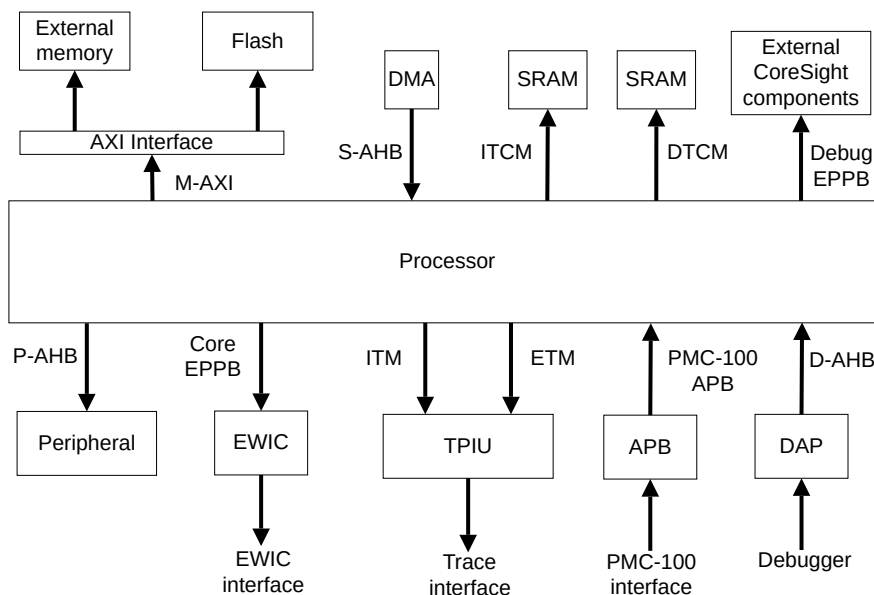 External
memory
Flash
DMA
SRAM
SRAM
External
CoreSight
components
AXI Interface
M-AXI
S-AHB
ITCM
DTCM
Debug
EPPB
Processor
P-AHB
Core
EPPB
ITM
ETM
PMC-100
APB
D-AHB
Peripheral
EWIC
TPIU
APB
DAP
EWIC
interface
Trace
interface
PMC-100
interface
Debugger